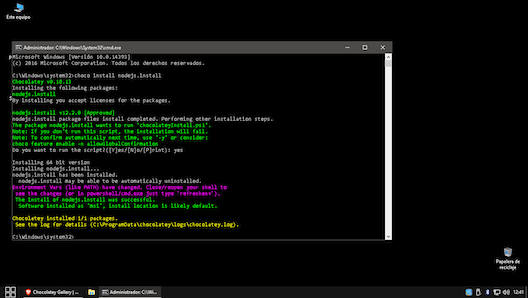 Este equipo
Administrador: C:\Windows\System32\cmd.exe
Microsoft Windows [Versión 10.0.14393]
(c) 2016 Microsoft Corporation. Todos los derechos reservados.
C:\Windows\system32>choco install nodejs.install
Chocolatey v0.10.13
Installing the following packages:
nodejs.install
By installing you accept licenses for the packages.
nodejs.install v12.2.0 [Approved]
nodejs.install package files install completed. Performing other installation steps.
The package nodejs.install wants to run 'chocolateyInstall.ps1'.
Note: If you don't run this script, the installation will fail.
Note: To confirm automatically next time, use '-y' or consider:
choco feature enable -n allowGlobalConfirmation
Do you want to run the script?([Y]es/[N]o/[P]rint): yes
Installing 64 bit version
Installing nodejs.install...
nodejs.install has been installed.
nodejs.install may be able to be automatically uninstalled.
Environment Vars (like PATH) have changed. Close/reopen your shell to
see the changes (or in powershell/cmd.exe just type `refreshenv`).
The install of nodejs.install was successful.
Software installed as 'msi', install location is likely default.
Chocolatey installed 1/1 packages.
See the log for details (C:\ProgramData\chocolatey\logs\chocolatey.log).
C:\Windows\system32>
Papelera de
reciclaje
Chocolatey Gallery | ...
Administrador: C:\Wi...
12:41